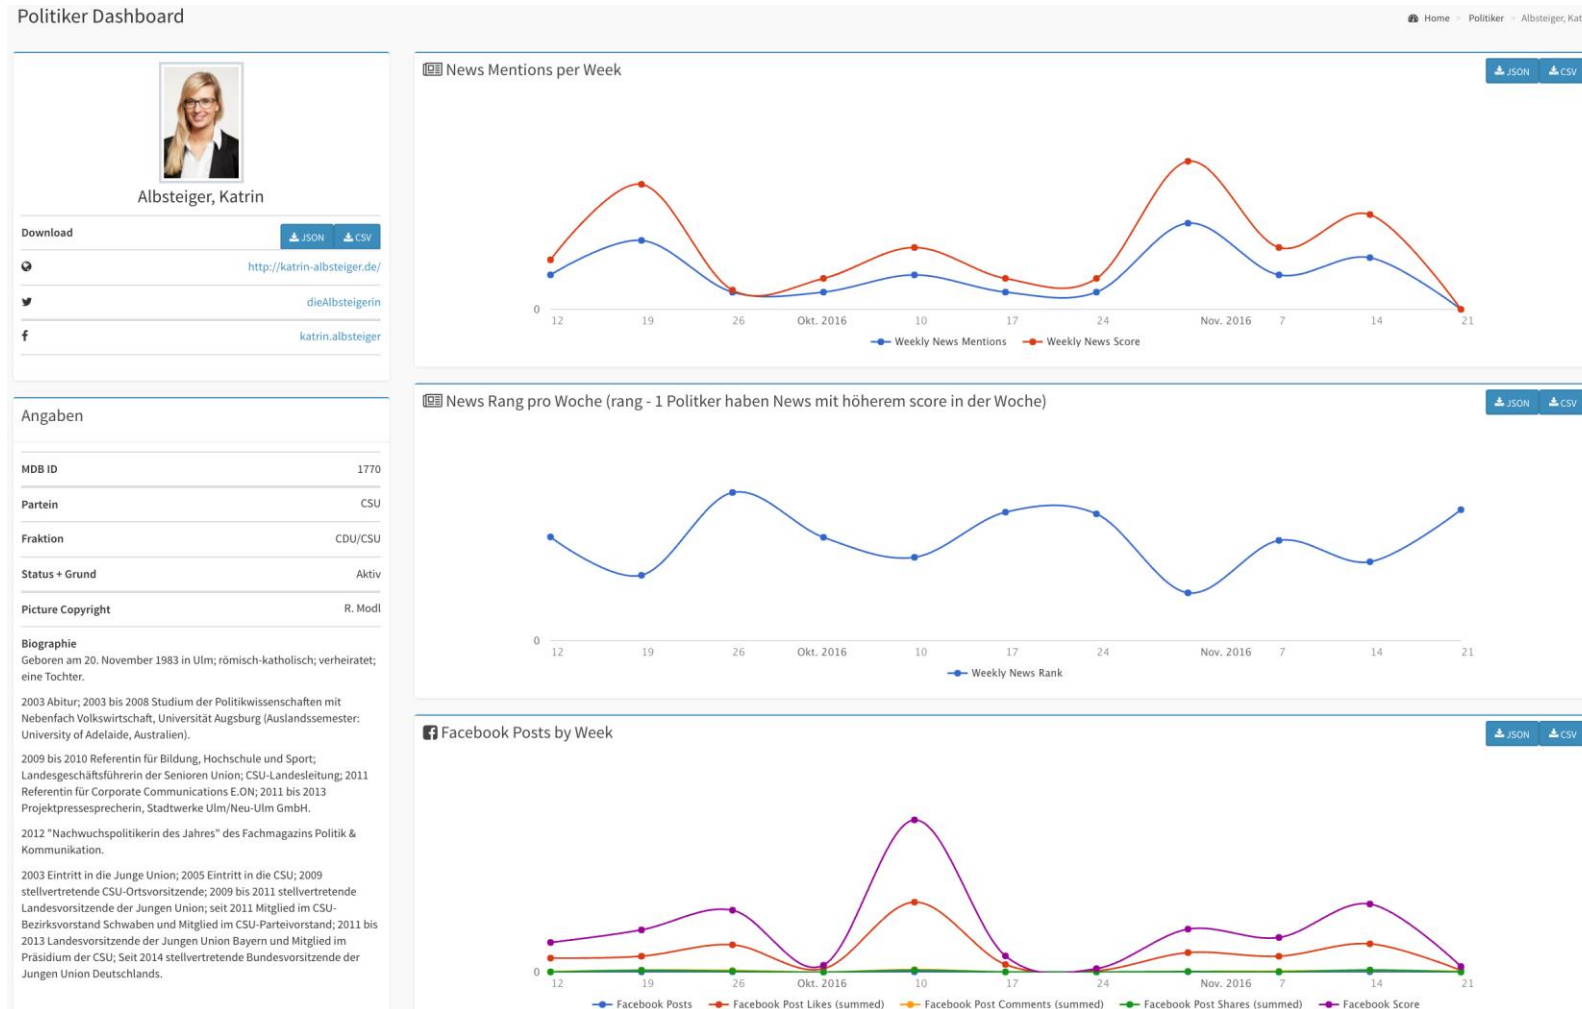 Politiker Dashboard
Home > Politiker > Albsteiger, Kat
Albsteiger, Katrin
Download
JSON CSV
http://katrin-albsteiger.de/
dieAlbsteigerin
katrin.albsteiger
Angaben
MDB ID 1770
Partein CSU
Fraktion CDU/CSU
Status + Grund Aktiv
Picture Copyright R. Modl
Biographie
Geboren am 20. November 1983 in Ulm; römisch-katholisch; verheiratet;
eine Tochter.
2003 Abitur; 2003 bis 2008 Studium der Politikwissenschaften mit
Nebenfach Volkswirtschaft, Universität Augsburg (Auslandssemester:
University of Adelaide, Australien).
2009 bis 2010 Referentin für Bildung, Hochschule und Sport;
Landesgeschäftsführerin der Senioren Union; CSU-Landesleitung; 2011
Referentin für Corporate Communications E.ON; 2011 bis 2013
Projektpressesprecherin, Stadtwerke Ulm/Neu-Ulm GmbH.
2012 "Nachwuchspolitikerin des Jahres" des Fachmagazins Politik &
Kommunikation.
2003 Eintritt in die Junge Union; 2005 Eintritt in die CSU; 2009
stellvertretende CSU-Ortsvorsitzende; 2009 bis 2011 stellvertretende
Landesvorsitzende der Jungen Union; seit 2011 Mitglied im CSU-
Bezirksvorstand Schwaben und Mitglied im CSU-Parteivorstand; 2011 bis
2013 Landesvorsitzende der Jungen Union Bayern und Mitglied im
Präsidium der CSU; Seit 2014 stellvertretende Bundesvorsitzende der
Jungen Union Deutschlands.
News Mentions per Week
JSON CSV
0
12 19 26 Okt. 2016 10 17 24 Nov. 2016 7 14 21
Weekly News Mentions Weekly News Score
News Rang pro Woche (rang - 1 Politker haben News mit höherem score in der Woche)
JSON CSV
0
12 19 26 Okt. 2016 10 17 24 Nov. 2016 7 14 21
Weekly News Rank
Facebook Posts by Week
JSON CSV
0
12 19 26 Okt. 2016 10 17 24 Nov. 2016 7 14 21
Facebook Posts Facebook Post Likes (summed) Facebook Post Comments (summed) Facebook Post Shares (summed) Facebook Score